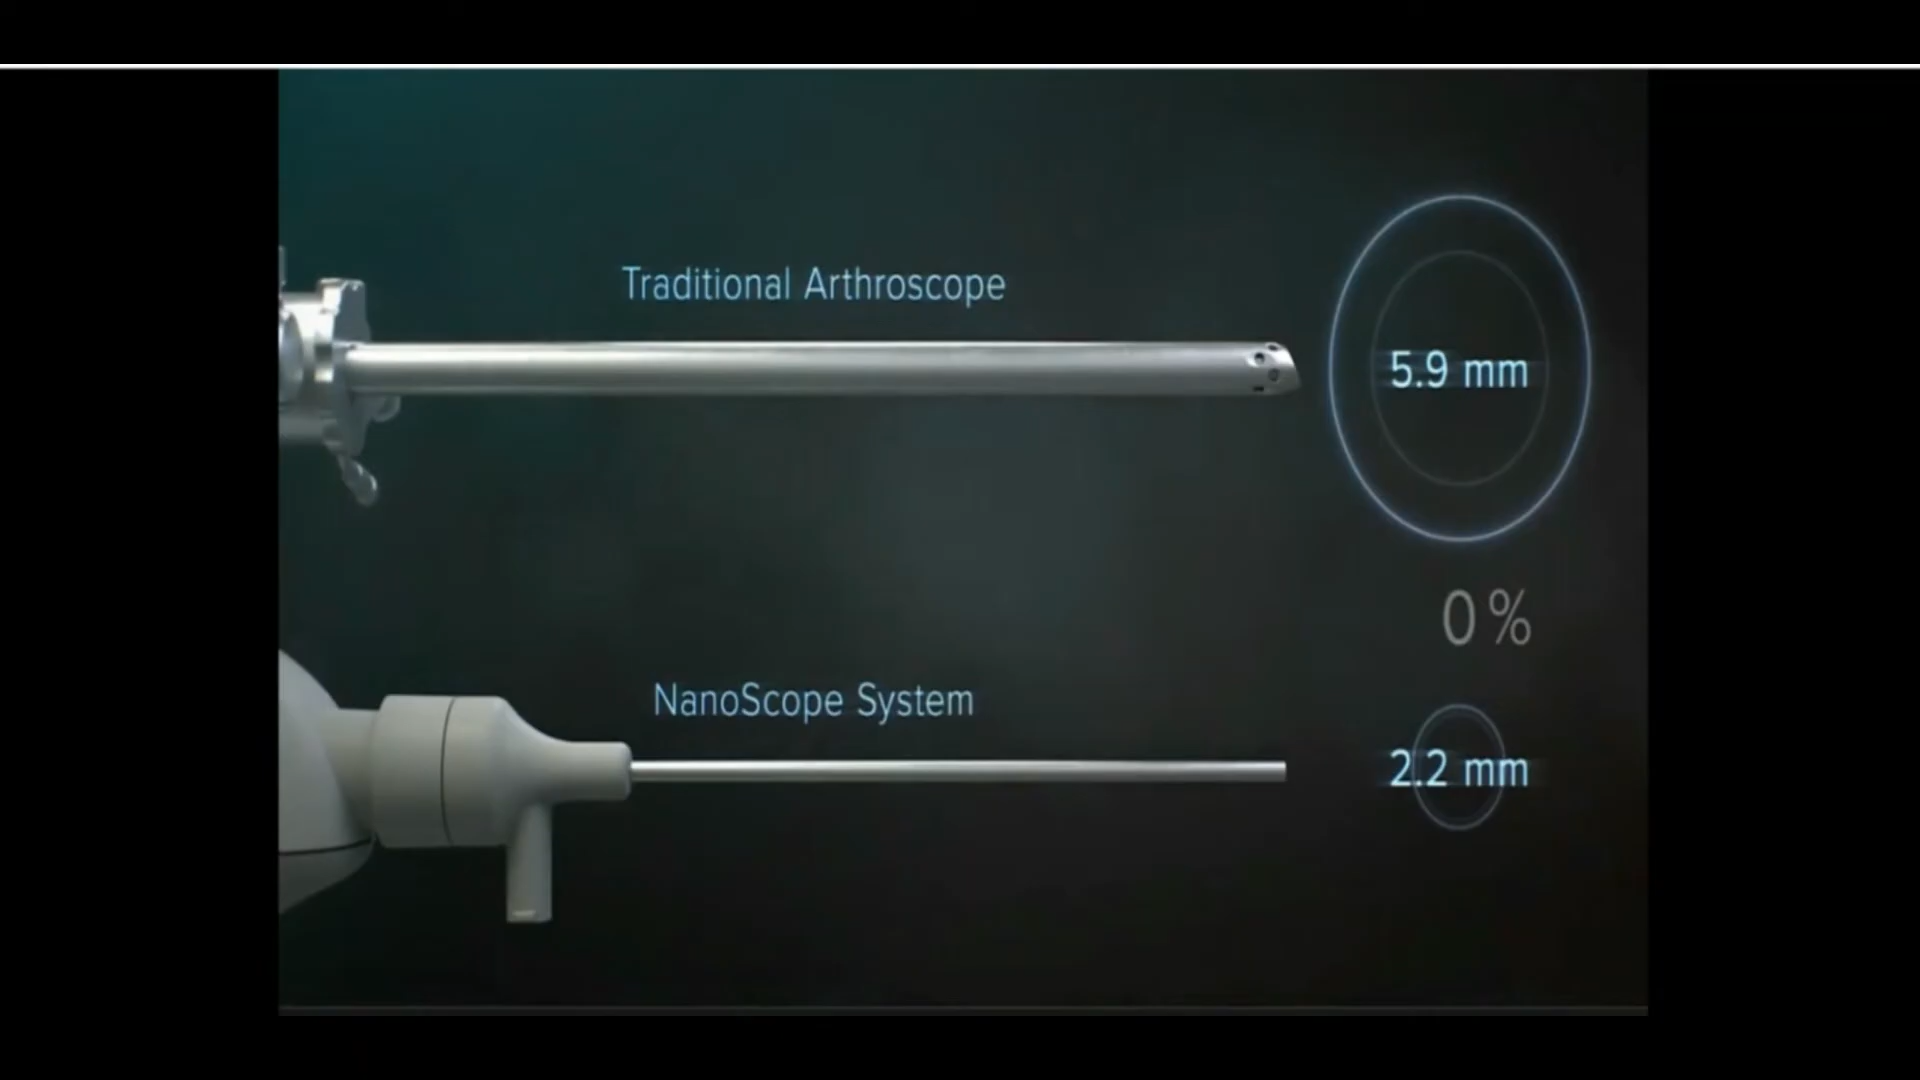 Traditional Arthroscope
5.9 mm
0%
NanoScope System
2.2 mm